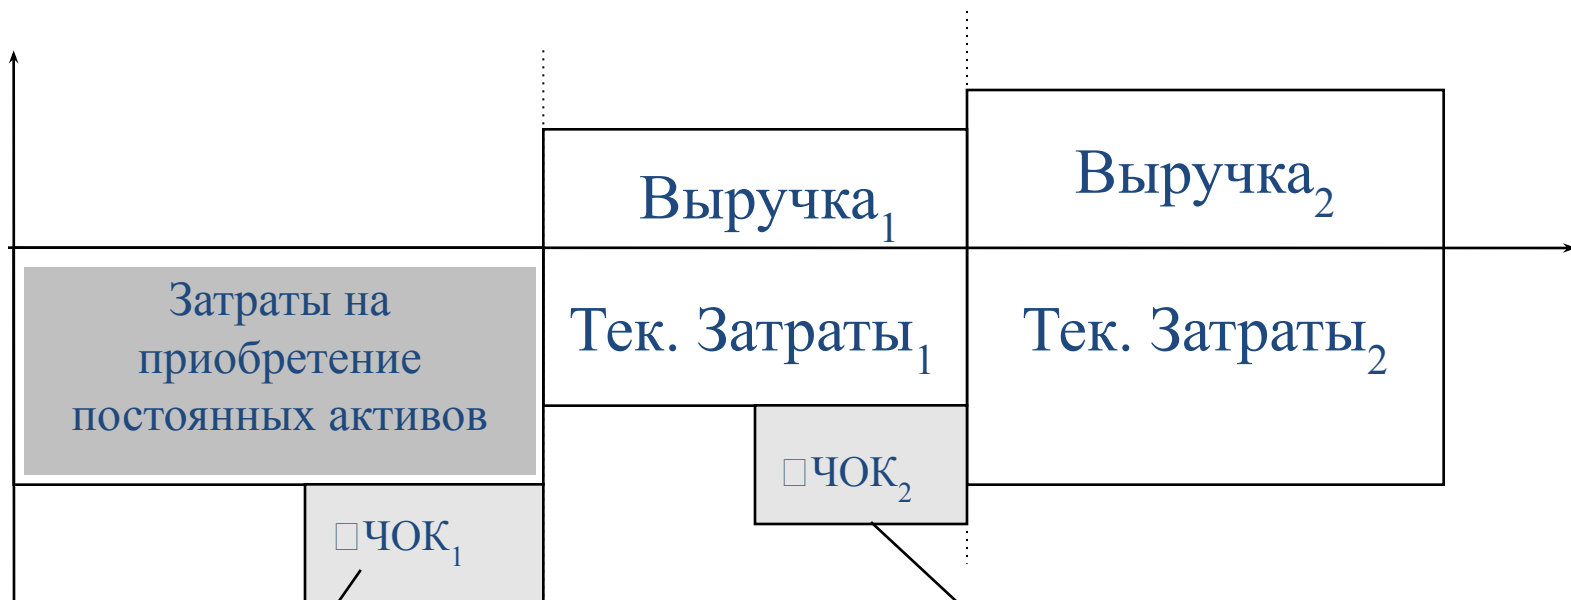 Выручка₁
Выручка₂
Затраты на
приобретение
постоянных активов
Тек. Затраты₁
Тек. Затраты₂
□ЧОК₂
□ЧОК₁